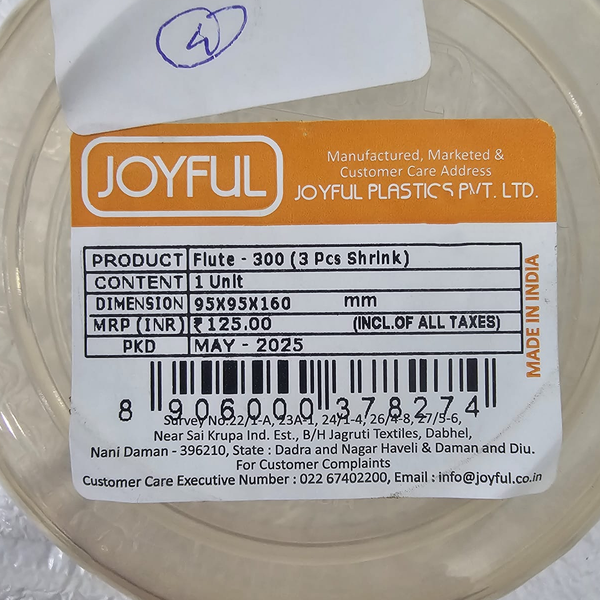 JOYFUL
Manufactured, Marketed &
Customer Care Address
JOYFUL PLASTICS PVT. LTD.
PRODUCT Flute - 300 (3 Pcs Shrink)
CONTENT 1 Unit
DIMENSION 95X95X160 mm
MRP (INR) ₹125.00 (INCL.OF ALL TAXES)
PKD MAY - 2025
MADE IN INDIA
8 906000 378274
Survey No.22/1-A, 23A-1, 24/1-4, 26/4-8, 27/5-6,
Near Sai Krupa Ind. Est., B/H Jagruti Textiles, Dabhel,
Nani Daman - 396210, State : Dadra and Nagar Haveli & Daman and Diu.
For Customer Complaints
Customer Care Executive Number : 022 67402200, Email : info@joyful.co.in